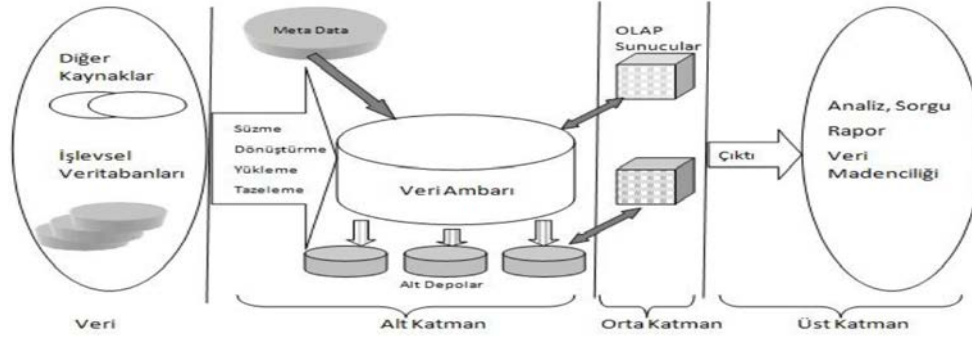 Diğer
Kaynaklar
İşlevsel
Veritabanları
Meta Data
Süzme
Dönüştürme
Yükleme
Tazeleme
Veri Ambarı
Alt Depolar
OLAP
Sunucular
Çıktı
Analiz, Sorgu
Rapor
Veri
Madenciliği
Veri
Alt Katman
Orta Katman
Üst Katman